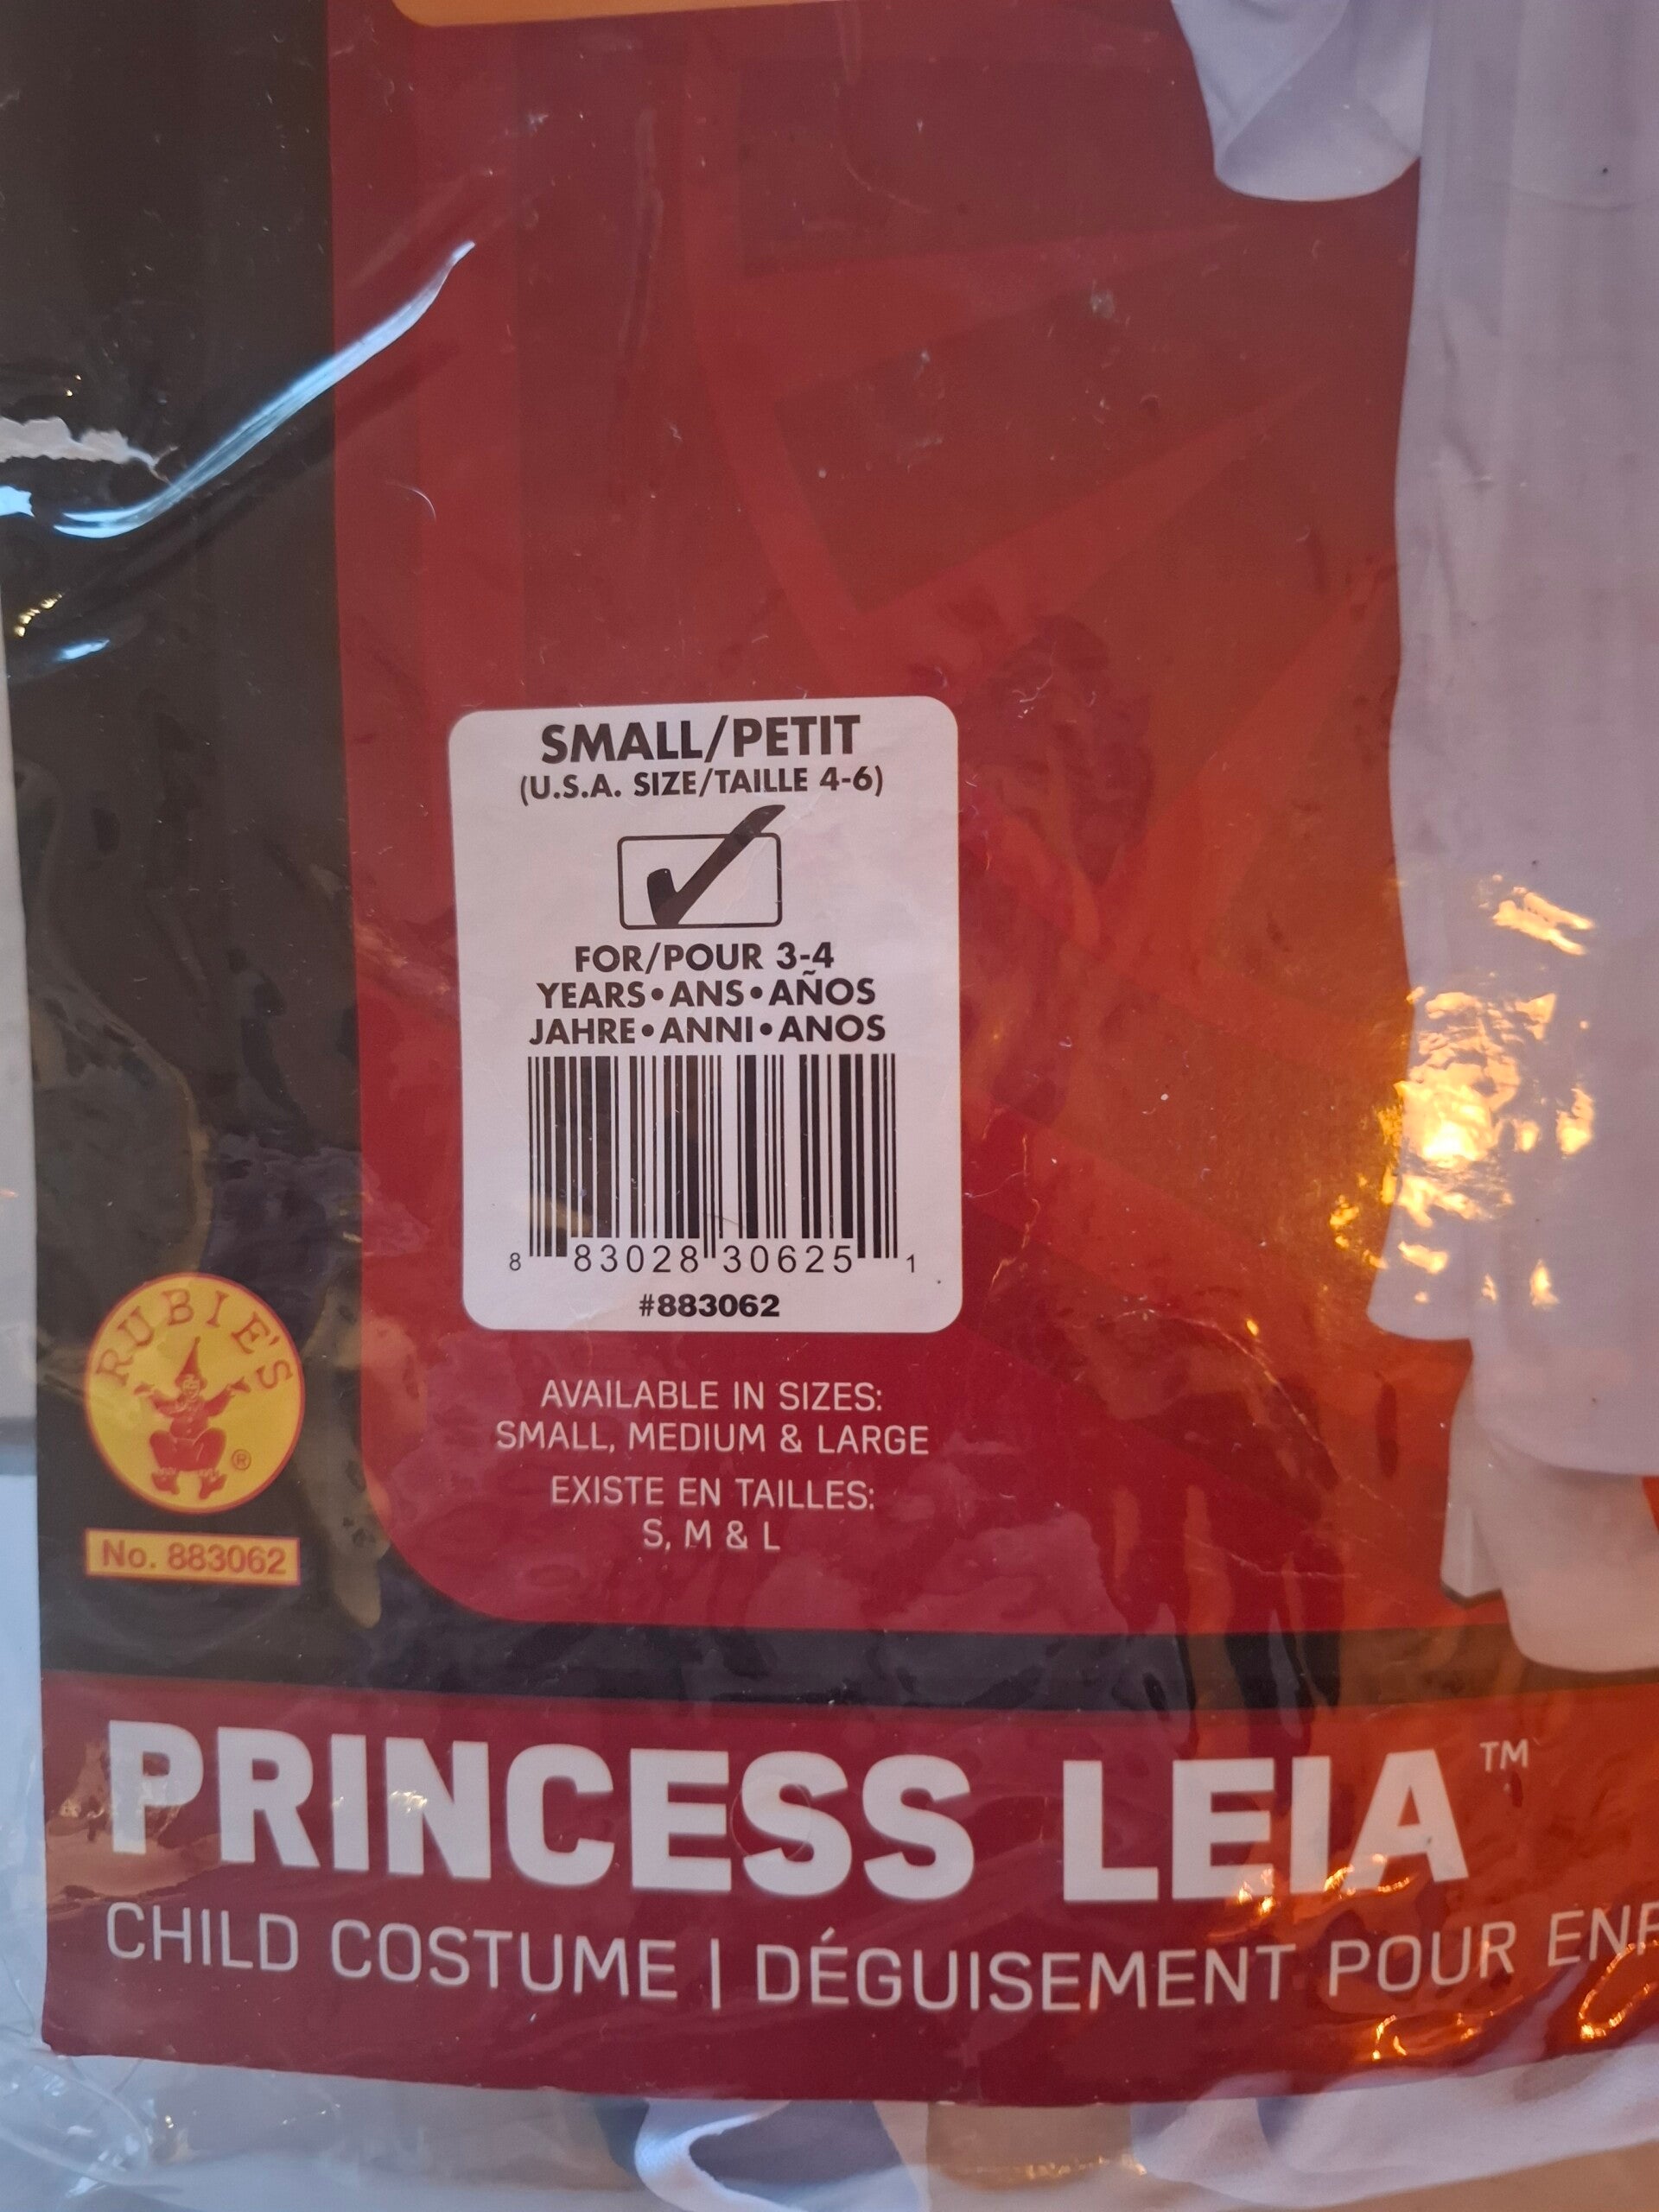 SMALL/PETIT
(U.S.A. SIZE/TAILLE 4-6)
FOR/POUR 3-4
YEARS•ANS•AÑOS
JAHRE•ANNI•ANOS
8 83028 30625 1
#883062
RUBIE'S
®
No. 883062
AVAILABLE IN SIZES:
SMALL, MEDIUM & LARGE
EXISTE EN TAILLES:
S, M & L
PRINCESS LEIA™
CHILD COSTUME | DÉGUISEMENT POUR ENF